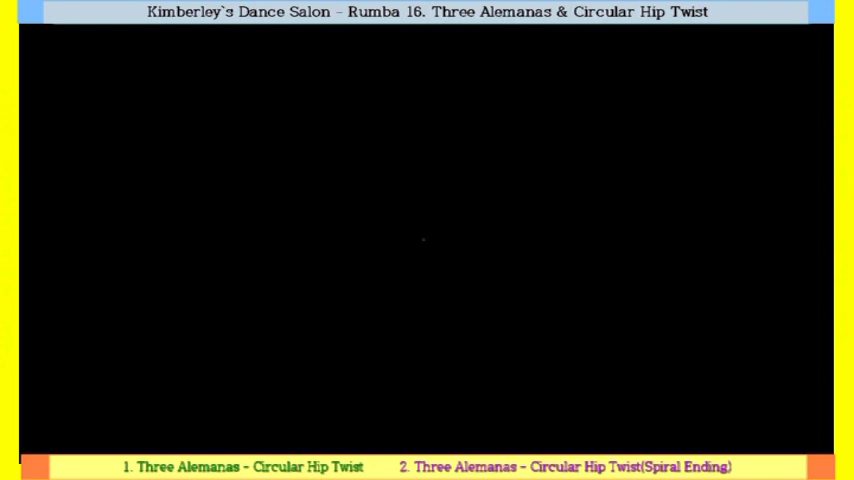 Kimberley`s Dance Salon - Rumba 16. Three Alemanas & Circular Hip Twist
1. Three Alemanas - Circular Hip Twist 2. Three Alemanas - Circular Hip Twist(Spiral Ending)